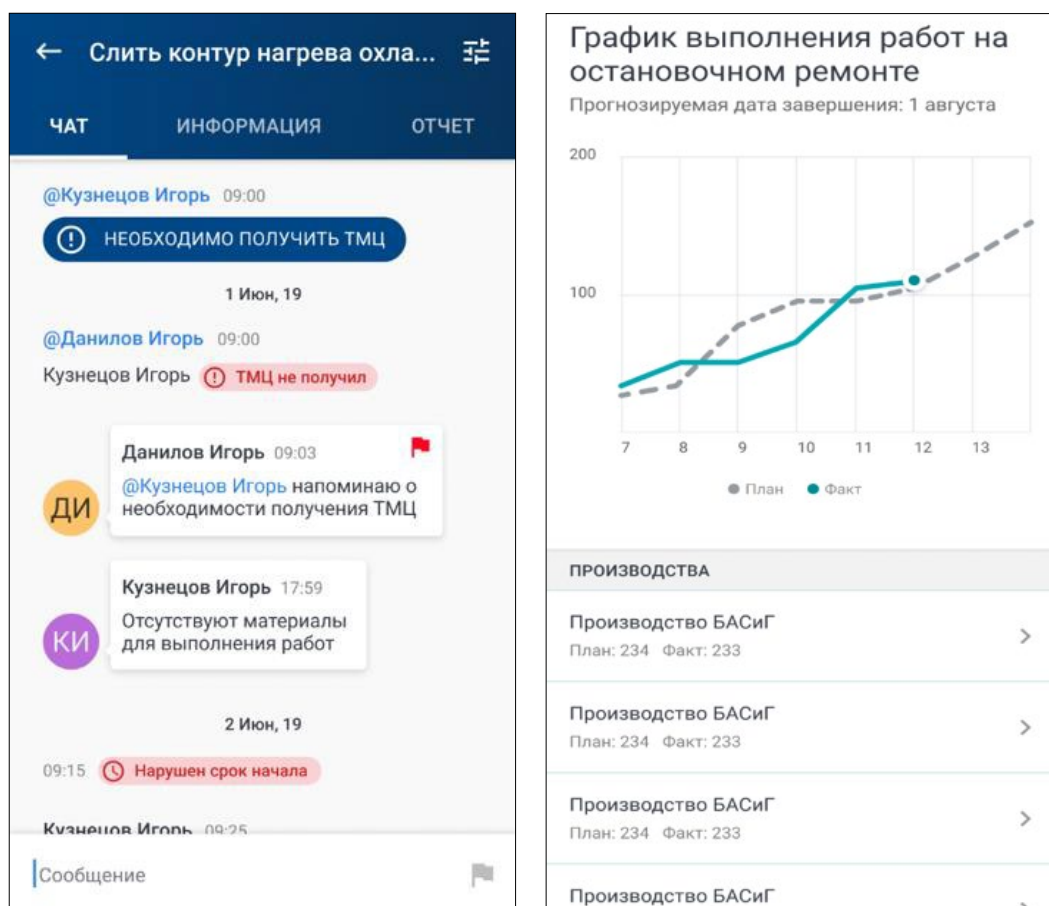 Слить контур нагрева охла...
ЧАТ ИНФОРМАЦИЯ ОТЧЕТ
@Кузнецов Игорь 09:00
НЕОБХОДИМО ПОЛУЧИТЬ ТМЦ
1 Июн, 19
@Данилов Игорь 09:00
Кузнецов Игорь ТМЦ не получил
Данилов Игорь 09:03
ДИ
@Кузнецов Игорь напоминаю о
необходимости получения ТМЦ
Кузнецов Игорь 17:59
КИ
Отсутствуют материалы
для выполнения работ
2 Июн, 19
09:15 Нарушен срок начала
Кузнецов Игорь 09:25
Сообщение
График выполнения работ на
остановочном ремонте
Прогнозируемая дата завершения: 1 августа
200
100
7 8 9 10 11 12 13
План Факт
ПРОИЗВОДСТВА
Производство БАСиГ
План: 234 Факт: 233
Производство БАСиГ
План: 234 Факт: 233
Производство БАСиГ
План: 234 Факт: 233
Производство БАСиГ